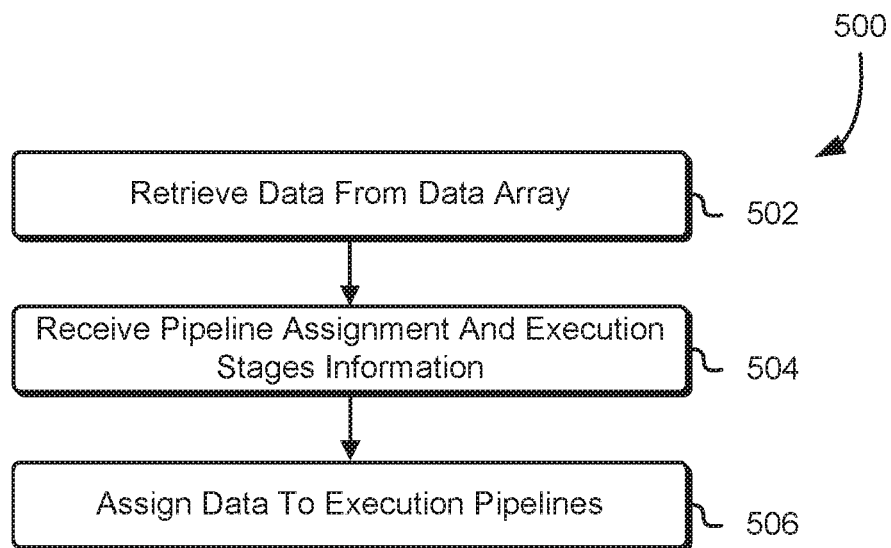 500
Retrieve Data From Data Array
502
Receive Pipeline Assignment And Execution
Stages Information
504
Assign Data To Execution Pipelines
506